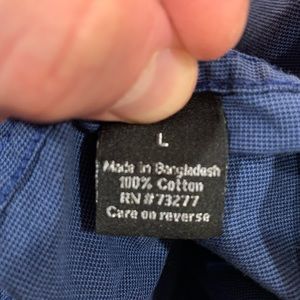 L
Made in Bangladesh
100% Cotton
RN #73277
Care on reverse